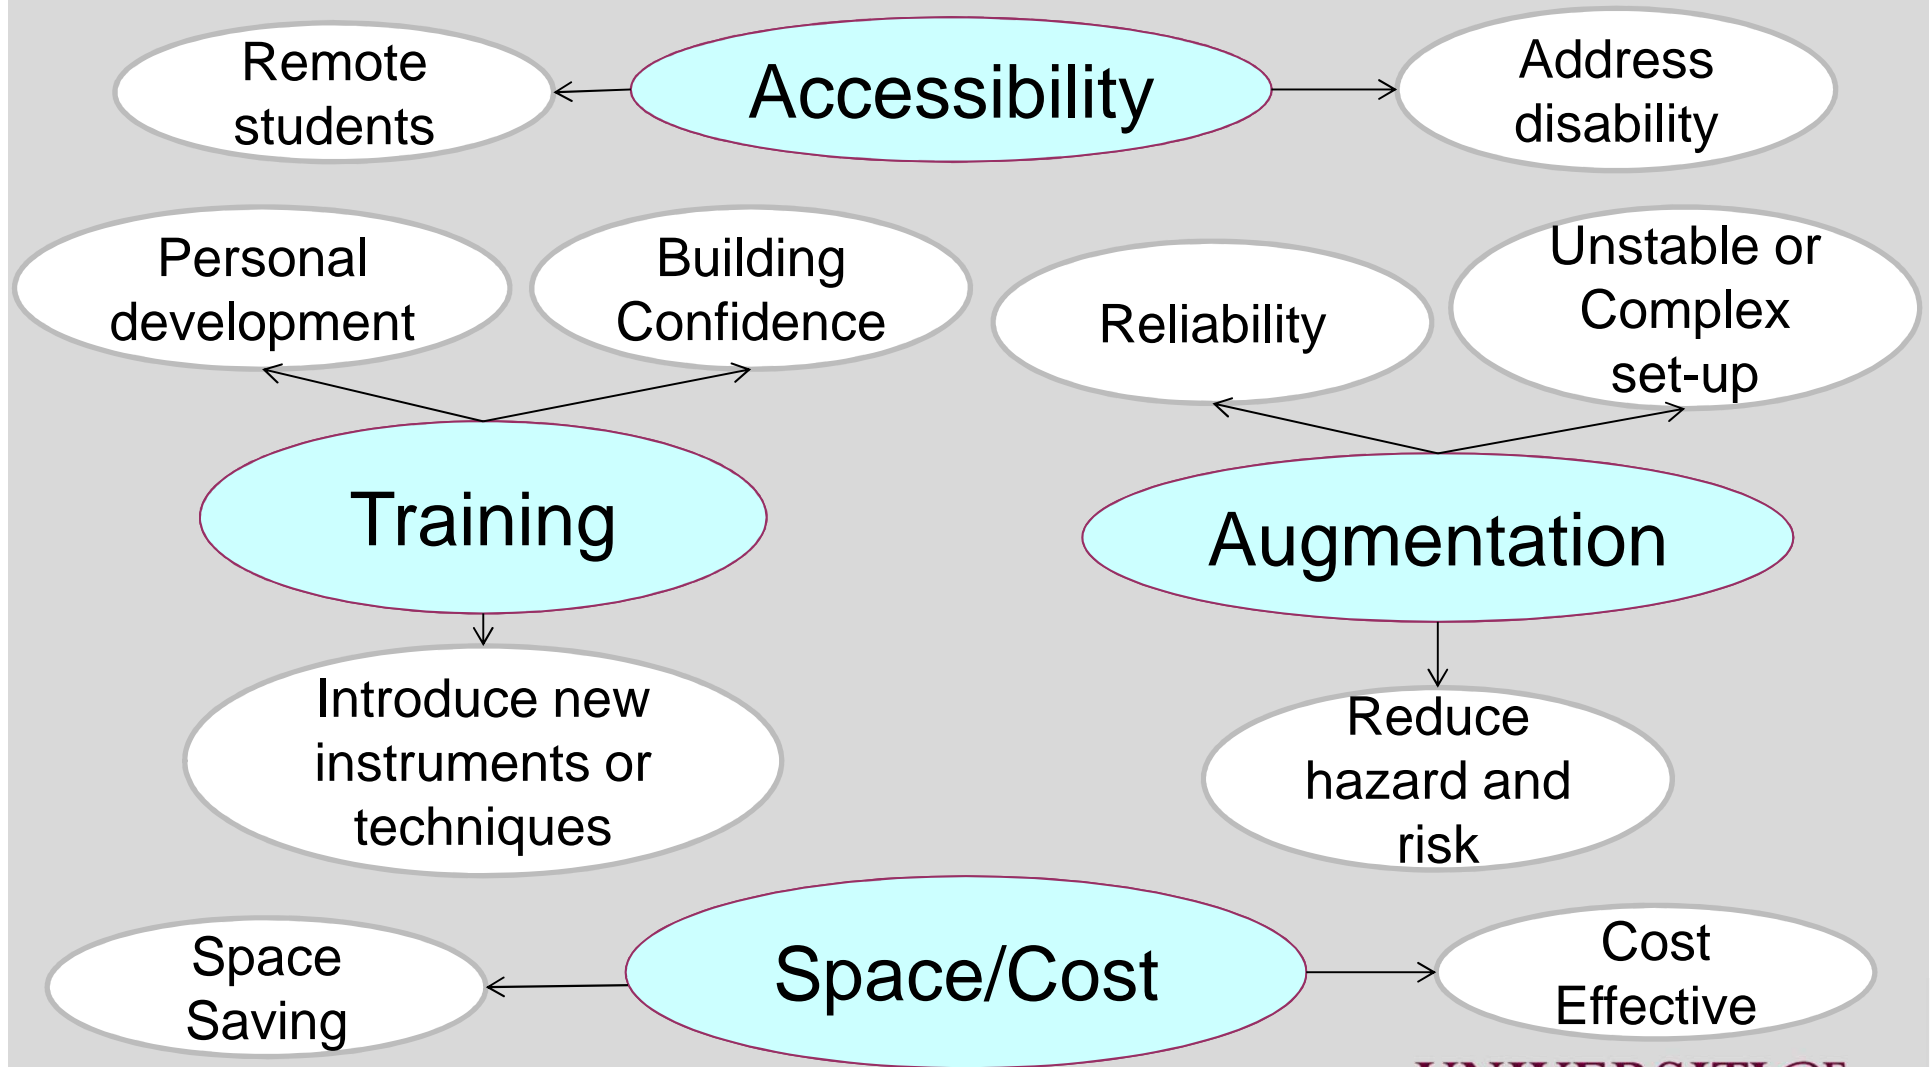 Remote
students
Accessibility
Address
disability
Personal
development
Building
Confidence
Reliability
Unstable or
Complex
set-up
Training
Augmentation
Introduce new
instruments or
techniques
Reduce
hazard and
risk
Space
Saving
Space/Cost
Cost
Effective